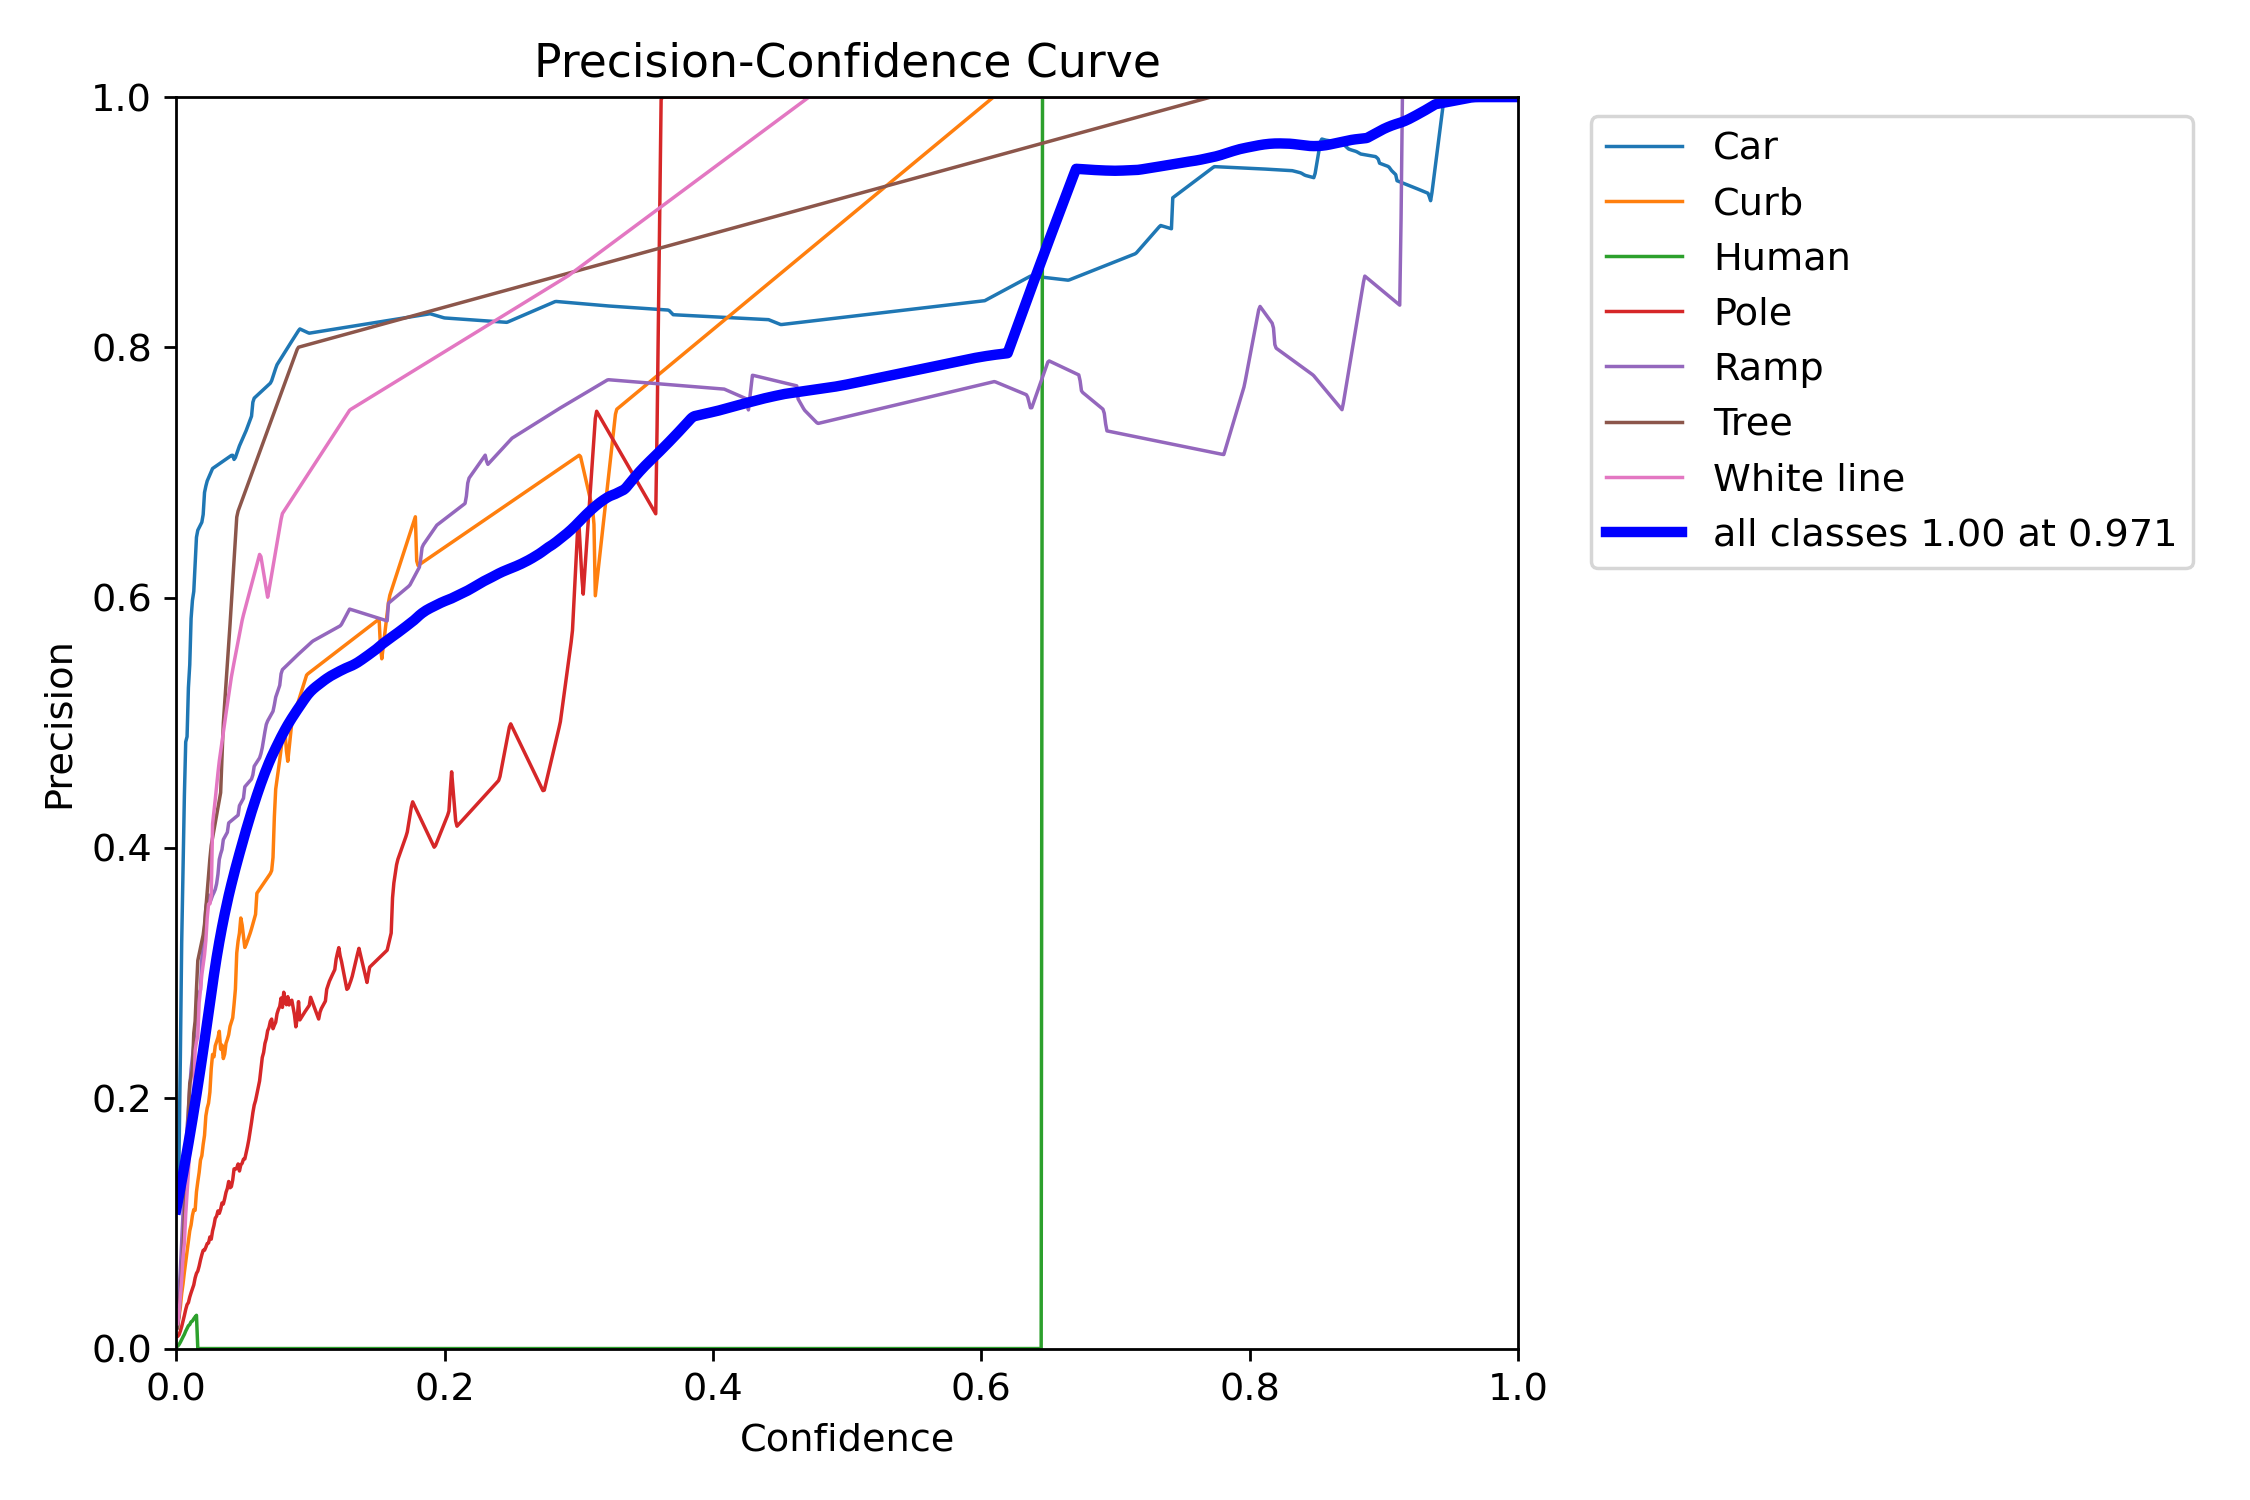 Precision-Confidence Curve
1.0
0.8
0.6
0.4
0.2
0.0
Precision
0.0 0.2 0.4 0.6 0.8 1.0
Confidence
Car
Curb
Human
Pole
Ramp
Tree
White line
all classes 1.00 at 0.971